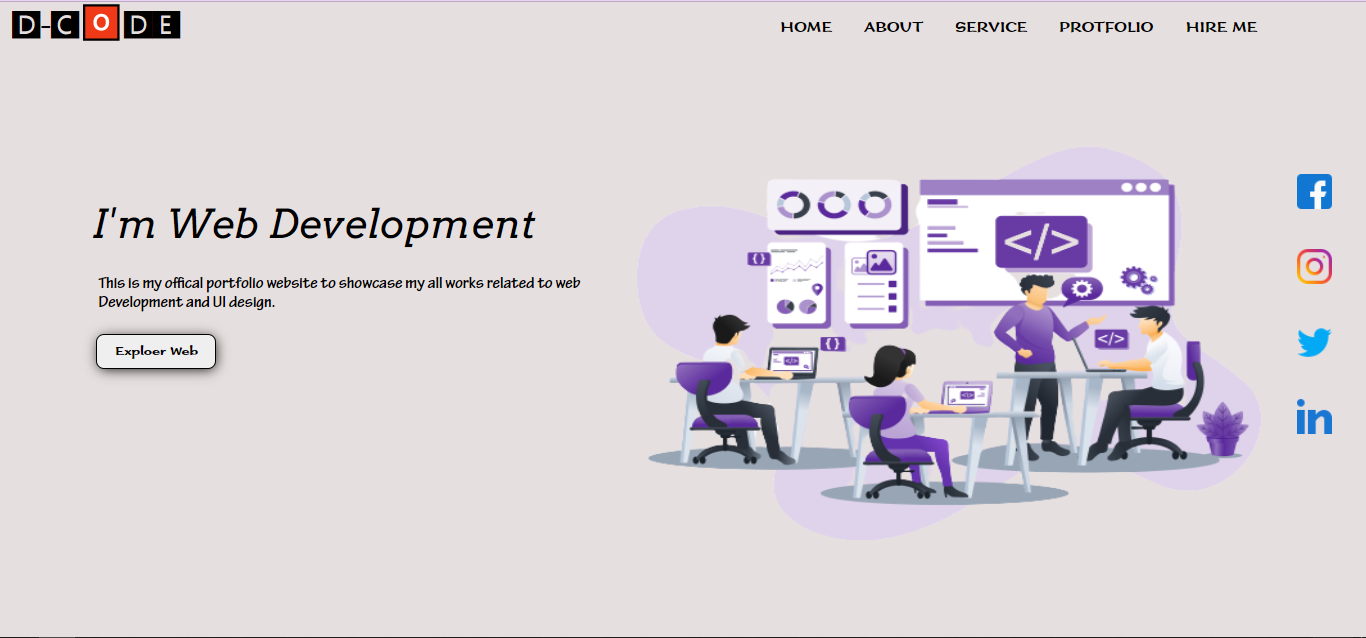 D-CODE
HOME ABOUT SERVICE PROTFOLIO HIRE ME
I'm Web Development
This is my offical portfolio website to showcase my all works related to web
Development and UI design.
Exploer Web
</>
{}
{}
</>
</antml>